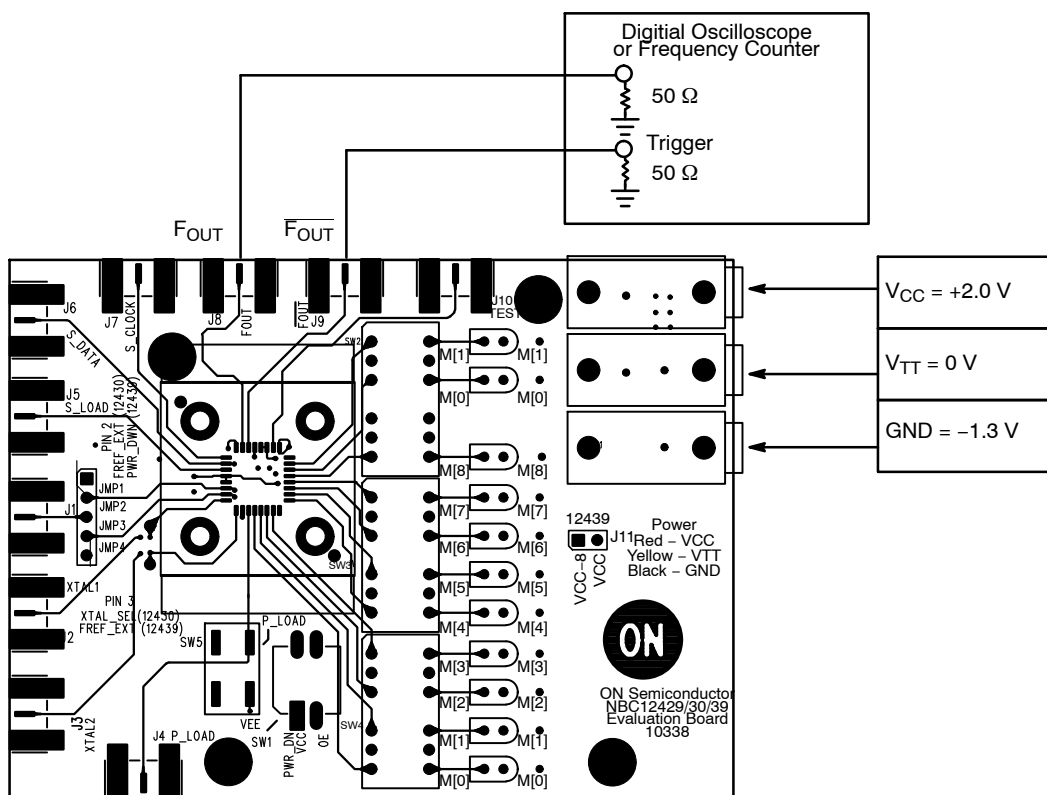 Digitial Oscilloscope
or Frequency Counter
50 Ω
Trigger
50 Ω
FOUT
FOUT
VCC = +2.0 V
VTT = 0 V
GND = −1.3 V
J6
J7
S_CLOCK
J8
FOUT
FOUT
J9
J10
TEST
S_DATA
J5
S_LOAD
PIN 2
FREF_EXT (12430)
PWR_DWN (12439)
SW2
M[1]
M[1]
M[0]
M[0]
M[8]
M[8]
M[7]
M[7]
M[6]
M[6]
M[5]
M[5]
M[4]
M[4]
M[3]
M[3]
M[2]
M[2]
M[1]
M[1]
M[0]
M[0]
J1
JMP1
JMP2
JMP3
JMP4
SW3
12439
J11
VCC-8
VCC
Power
Red − VCC
Yellow − VTT
Black − GND
XTAL1
PIN 3
XTAL_SEL(12430)
FREF_EXT (12439)
2
SW5
P_LOAD
VEE
SW1
PWR_DN
VCC
OE
SW4
J3
XTAL2
J4 P_LOAD
ON
ON Semiconductor
NBC12429/30/39
Evaluation Board
10338